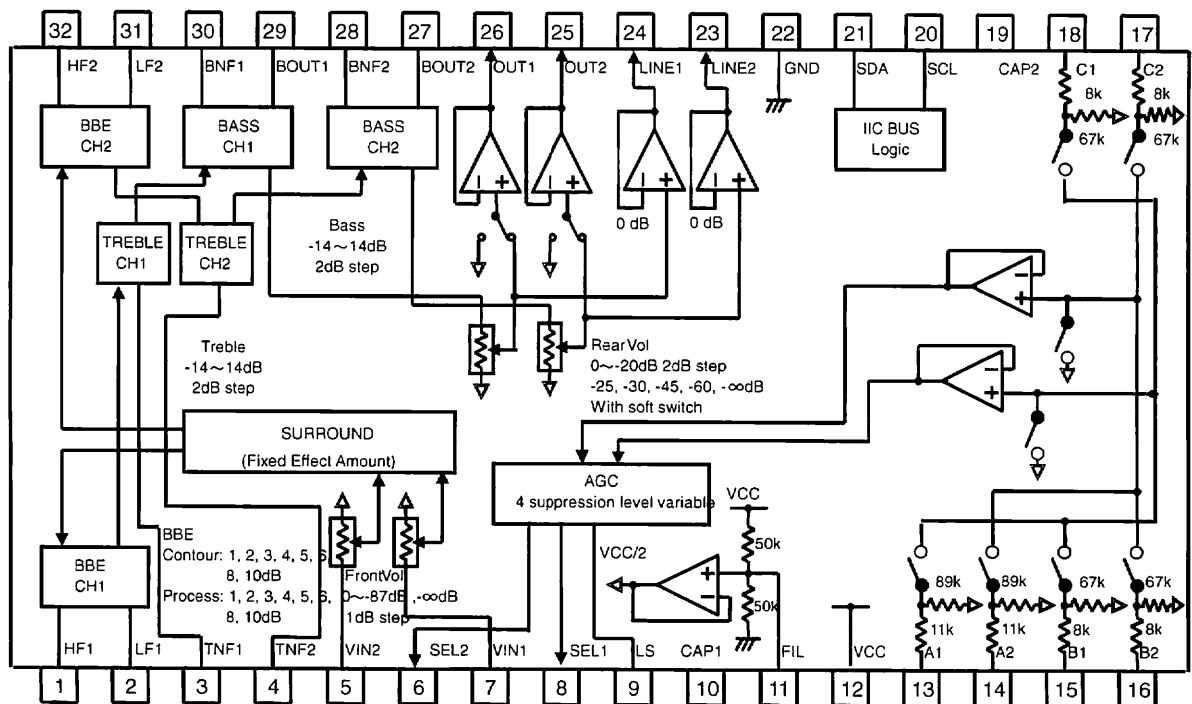 32 31 30 29 28 27 26 25 24 23 22 21 20 19 18 17
HF2 LF2 BNF1 BOUT1 BNF2 BOUT2 OUT1 OUT2 LINE1 LINE2 GND SDA SCL CAP2 C1 C2
8k 8k
67k 67k
BBE
CH2
BASS
CH1
BASS
CH2
IIC BUS
Logic
0 dB 0 dB
TREBLE
CH1
TREBLE
CH2
Bass
-14～14dB
2dB step
Treble
-14～14dB
2dB step
RearVol
0～-20dB 2dB step
-25, -30, -45, -60, -∞dB
With soft switch
SURROUND
(Fixed Effect Amount)
AGC
4 suppression level variable
VCC
50k
VCC/2
50k
BBE
CH1
BBE
Contour: 1, 2, 3, 4, 5, 6,
8, 10dB
Process: 1, 2, 3, 4, 5, 6,
8, 10dB
FrontVol
0～-87dB ,-∞dB
1dB step
89k 89k 67k 67k
11k 11k 8k 8k
HF1 LF1 TNF1 TNF2 VIN2 SEL2 VIN1 SEL1 LS CAP1 FIL VCC A1 A2 B1 B2
1 2 3 4 5 6 7 8 9 10 11 12 13 14 15 16